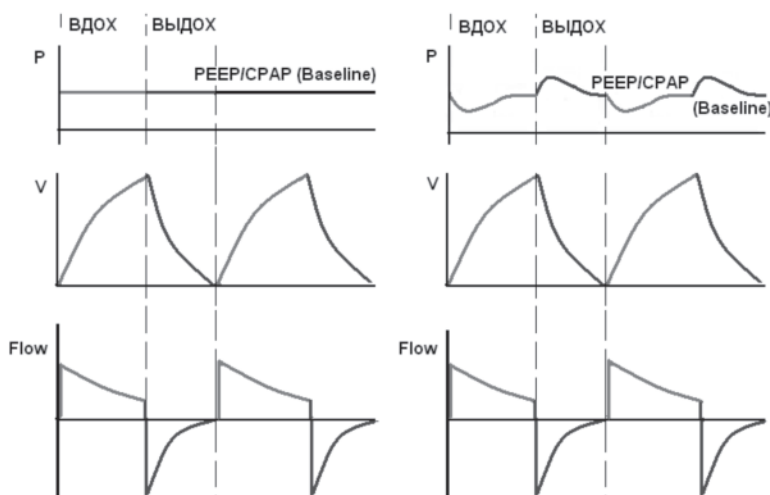 ВДОХ ВЫДОХ
P
PEEP/CPAP (Baseline)
V
Flow
ВДОХ ВЫДОХ
P
PEEP/CPAP
(Baseline)
V
Flow